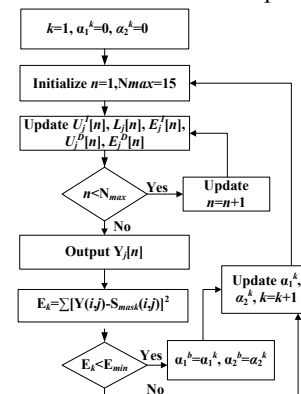 k=1, α₁ᵏ=0, α₂ᵏ=0
Initialize n=1,Nmax=15
Update Uⱼᴵ[n], Lⱼ[n], Eⱼᴵ[n],
Uⱼᴰ[n], Eⱼᴰ[n]
n<Nₘₐₓ
Yes
Update
n=n+1
No
Output Yⱼ[n]
Eₖ=∑[Y(i,j)-Sₘₐₛₖ(i,j)]²
Update α₁ᵏ,
α₂ᵏ, k=k+1
Eₖ<Eₘᵢₙ
Yes
α₁ᵇ=α₁ᵏ, α₂ᵇ=α₂ᵏ
No